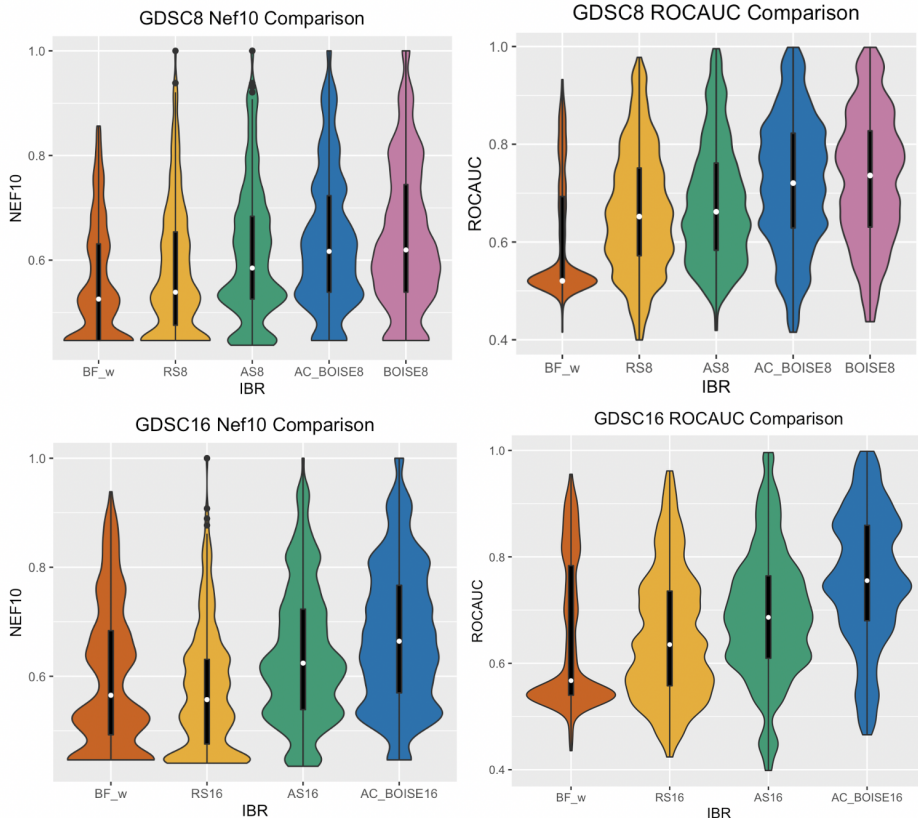 GDSC8 Nef10 Comparison
NEF10
1.0
0.8
0.6
BF_w RS8 AS8 AC_BOISE8 BOISE8
IBR
GDSC8 ROCAUC Comparison
ROCAUC
1.0
0.8
0.6
0.4
BF_w RS8 AS8 AC_BOISE8 BOISE8
IBR
GDSC16 Nef10 Comparison
NEF10
1.0
0.8
0.6
BF_w RS16 AS16 AC_BOISE16
IBR
GDSC16 ROCAUC Comparison
ROCAUC
1.0
0.8
0.6
0.4
BF_w RS16 AS16 AC_BOISE16
IBR